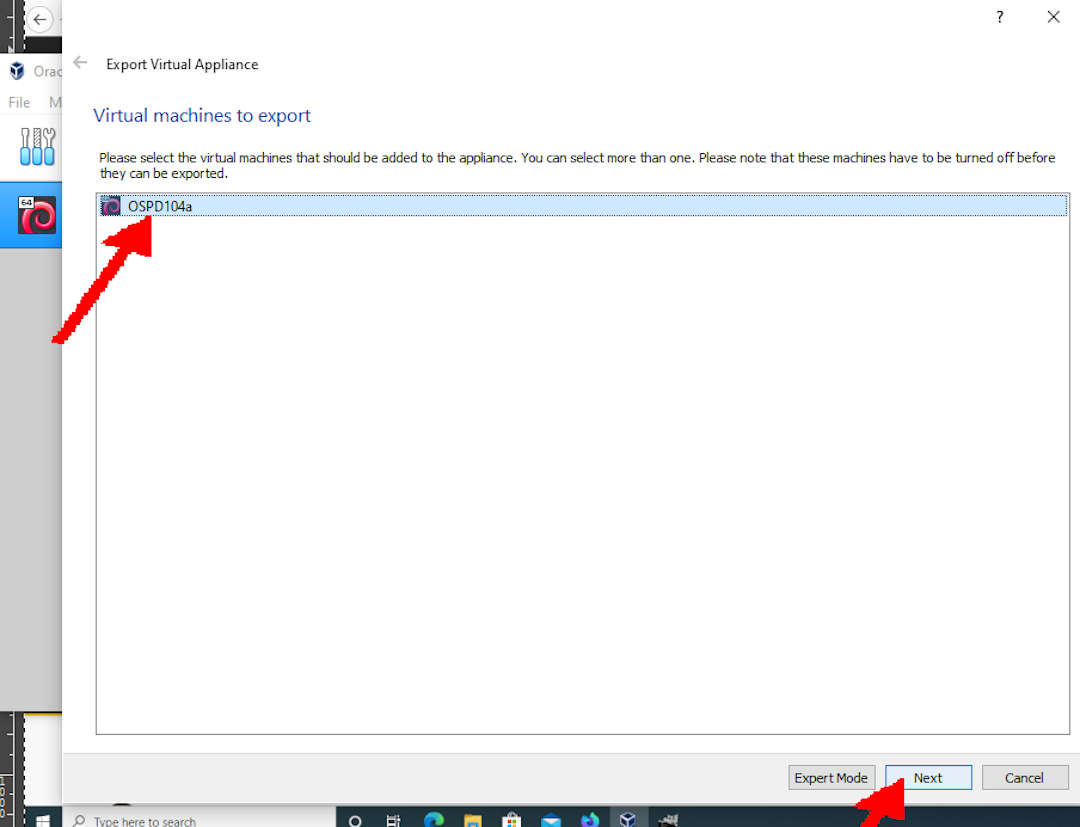 ?
Export Virtual Appliance
Orac
File M
Virtual machines to export
Please select the virtual machines that should be added to the appliance. You can select more than one. Please note that these machines have to be turned off before
they can be exported.
64
OSPD104a
Expert Mode Next Cancel
Type here to search